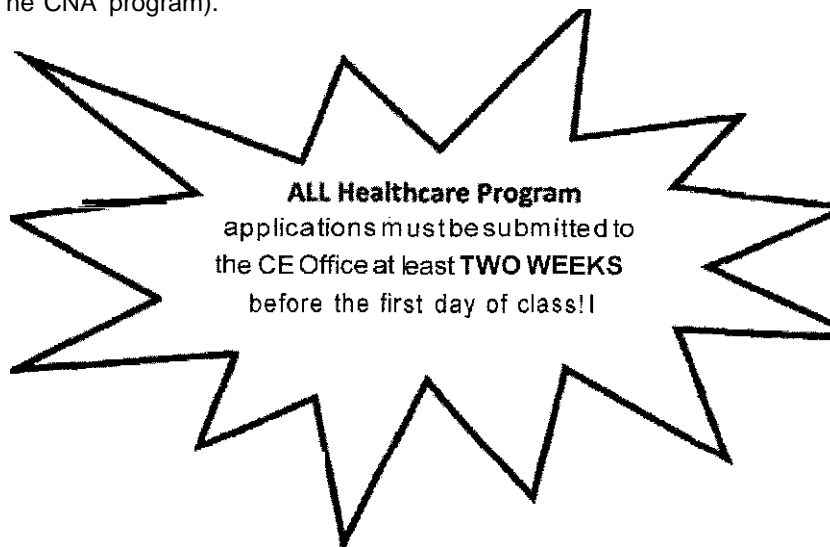 he CNA program).
ALL Healthcare Program
applications must be submitted to
the CE Office at least TWO WEEKS
before the first day of class!I